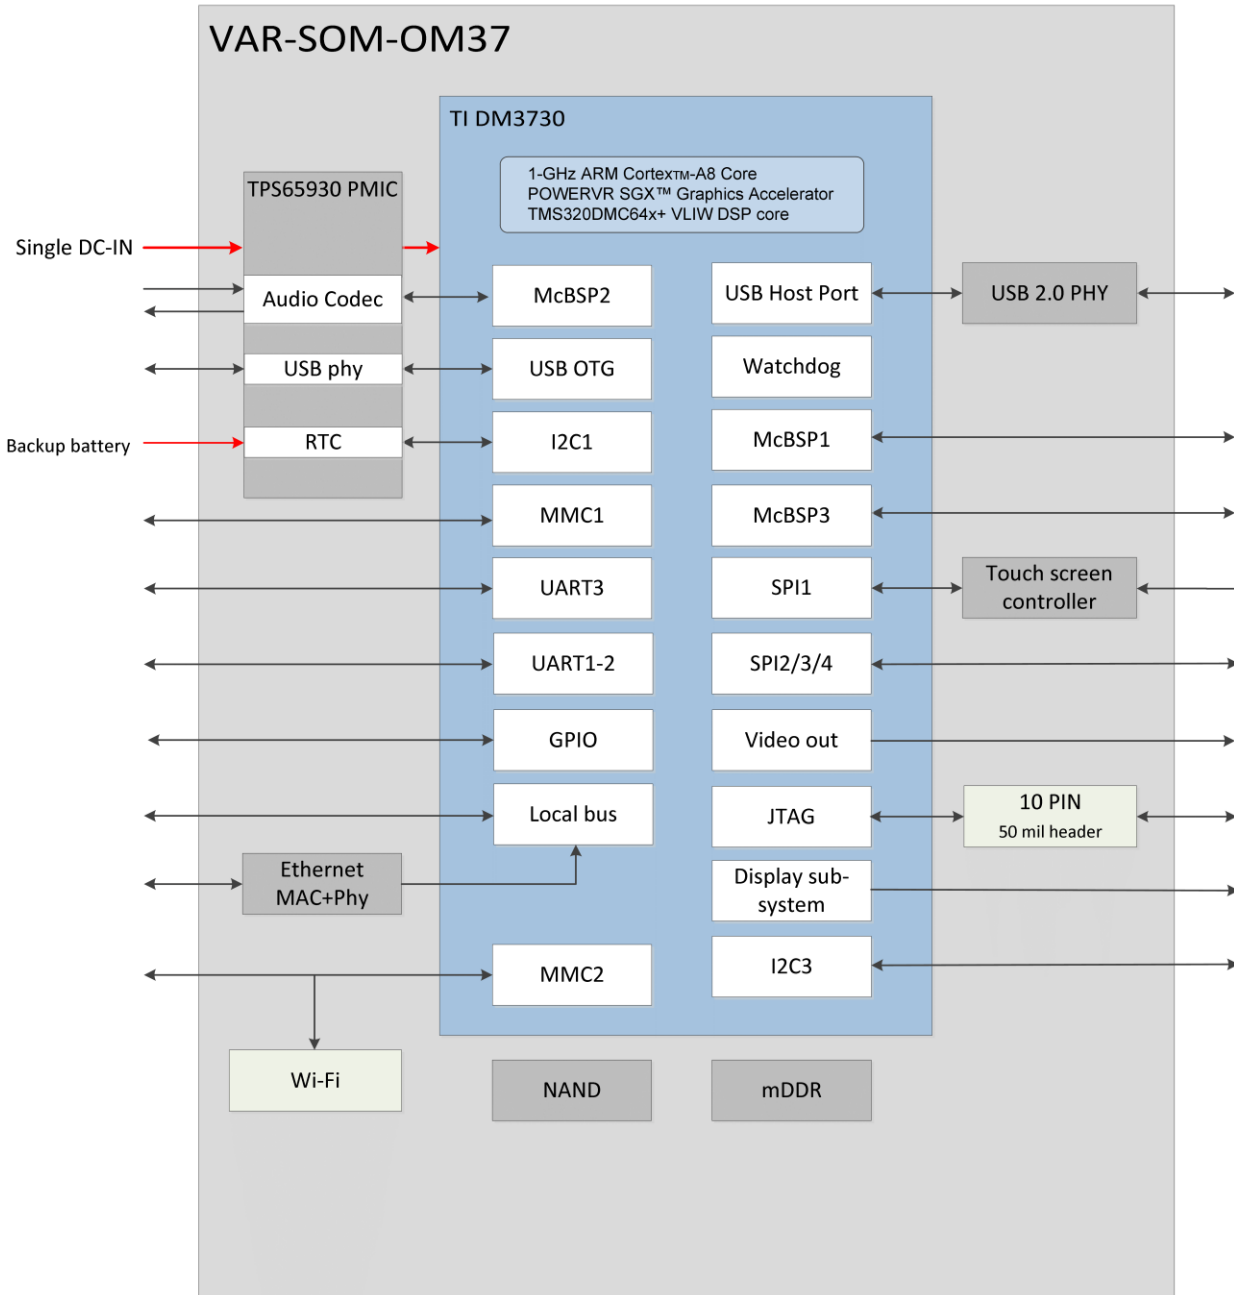 VAR-SOM-OM37
TI DM3730
1-GHz ARM Cortex™-A8 Core
POWERVR SGX™ Graphics Accelerator
TMS320DMC64x+ VLIW DSP core
TPS65930 PMIC
Single DC-IN
Audio Codec
McBSP2
USB Host Port
USB 2.0 PHY
USB phy
USB OTG
Watchdog
Backup battery
RTC
I2C1
McBSP1
MMC1
McBSP3
UART3
SPI1
Touch screen
controller
UART1-2
SPI2/3/4
GPIO
Video out
Local bus
JTAG
10 PIN
50 mil header
Ethernet
MAC+Phy
Display sub-
system
MMC2
I2C3
Wi-Fi
NAND
mDDR